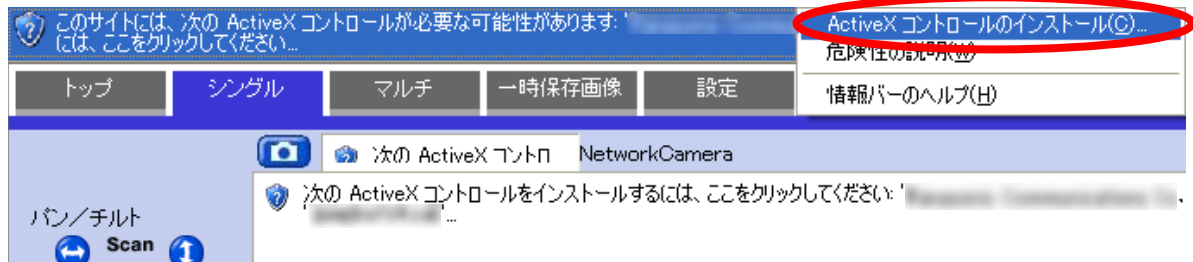 このサイトには、次の ActiveX コントロールが必要な可能性があります: '
には、ここをクリックしてください...
ActiveX コントロールのインストール(C)...
危険性の説明(W)
情報バーのヘルプ(H)
トップ
シングル
マルチ
一時保存画像
設定
次の ActiveX コントロ
NetworkCamera
次の ActiveX コントロールをインストールするには、ここをクリックしてください: '
'...
パン／チルト
Scan